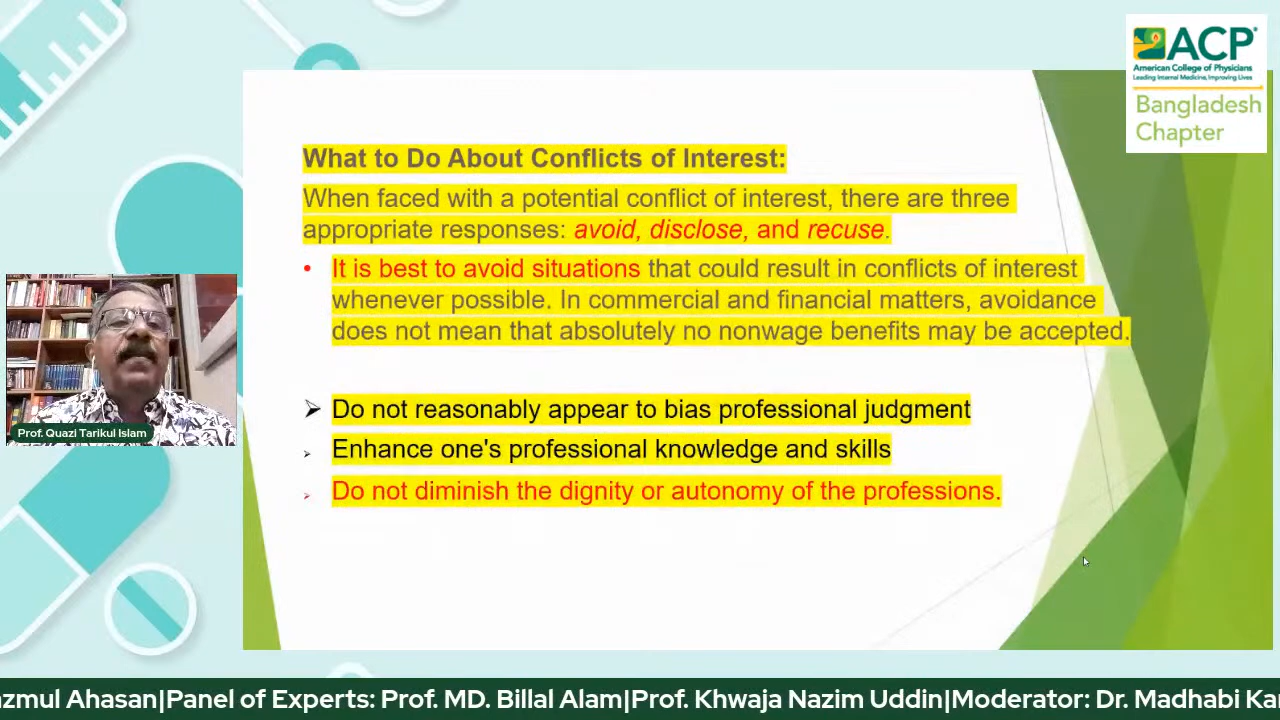 ACP®
American College of Physicians
Leading Internal Medicine, Improving Lives
Bangladesh
Chapter
What to Do About Conflicts of Interest:
When faced with a potential conflict of interest, there are three
appropriate responses: avoid, disclose, and recuse.
• It is best to avoid situations that could result in conflicts of interest
whenever possible. In commercial and financial matters, avoidance
does not mean that absolutely no nonwage benefits may be accepted.
➢ Do not reasonably appear to bias professional judgment
➢ Enhance one's professional knowledge and skills
➢ Do not diminish the dignity or autonomy of the professions.
Prof. Quazi Tarikul Islam
azmul Ahasan|Panel of Experts: Prof. MD. Billal Alam|Prof. Khwaja Nazim Uddin|Moderator: Dr. Madhabi Ka